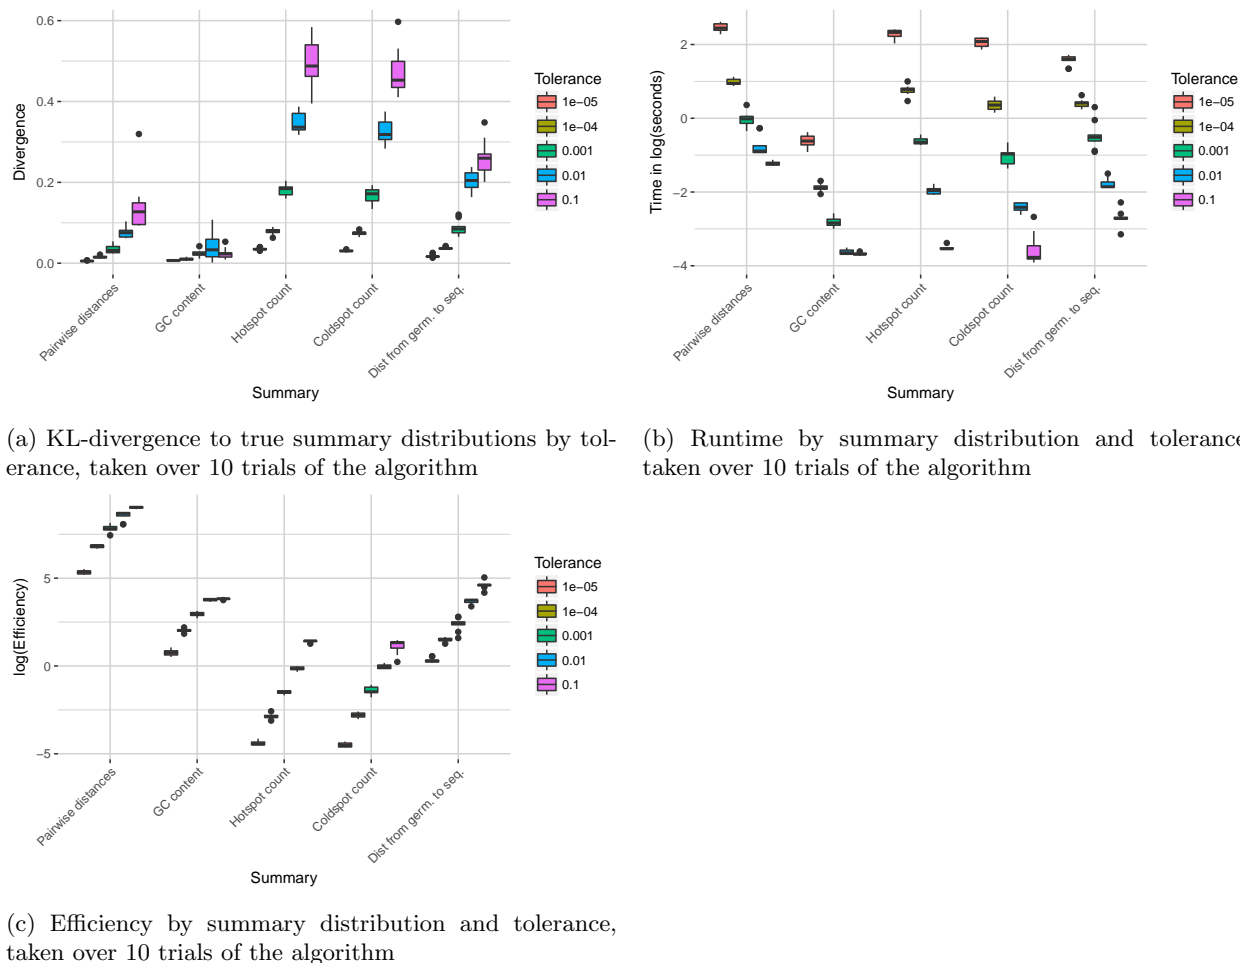 0.6
0.4
0.2
0.0
Divergence
Pairwise distances
GC content
Hotspot count
Coldspot count
Dist from germ. to seq.
Summary
Tolerance
1e−05
1e−04
0.001
0.01
0.1
2
0
−2
−4
Time in log(seconds)
Pairwise distances
GC content
Hotspot count
Coldspot count
Dist from germ. to seq.
Summary
Tolerance
1e−05
1e−04
0.001
0.01
0.1
(a) KL-divergence to true summary distributions by tol-
erance, taken over 10 trials of the algorithm
(b) Runtime by summary distribution and tolerance
taken over 10 trials of the algorithm
5
0
−5
log(Efficiency)
Pairwise distances
GC content
Hotspot count
Coldspot count
Dist from germ. to seq.
Summary
Tolerance
1e−05
1e−04
0.001
0.01
0.1
(c) Efficiency by summary distribution and tolerance,
taken over 10 trials of the algorithm